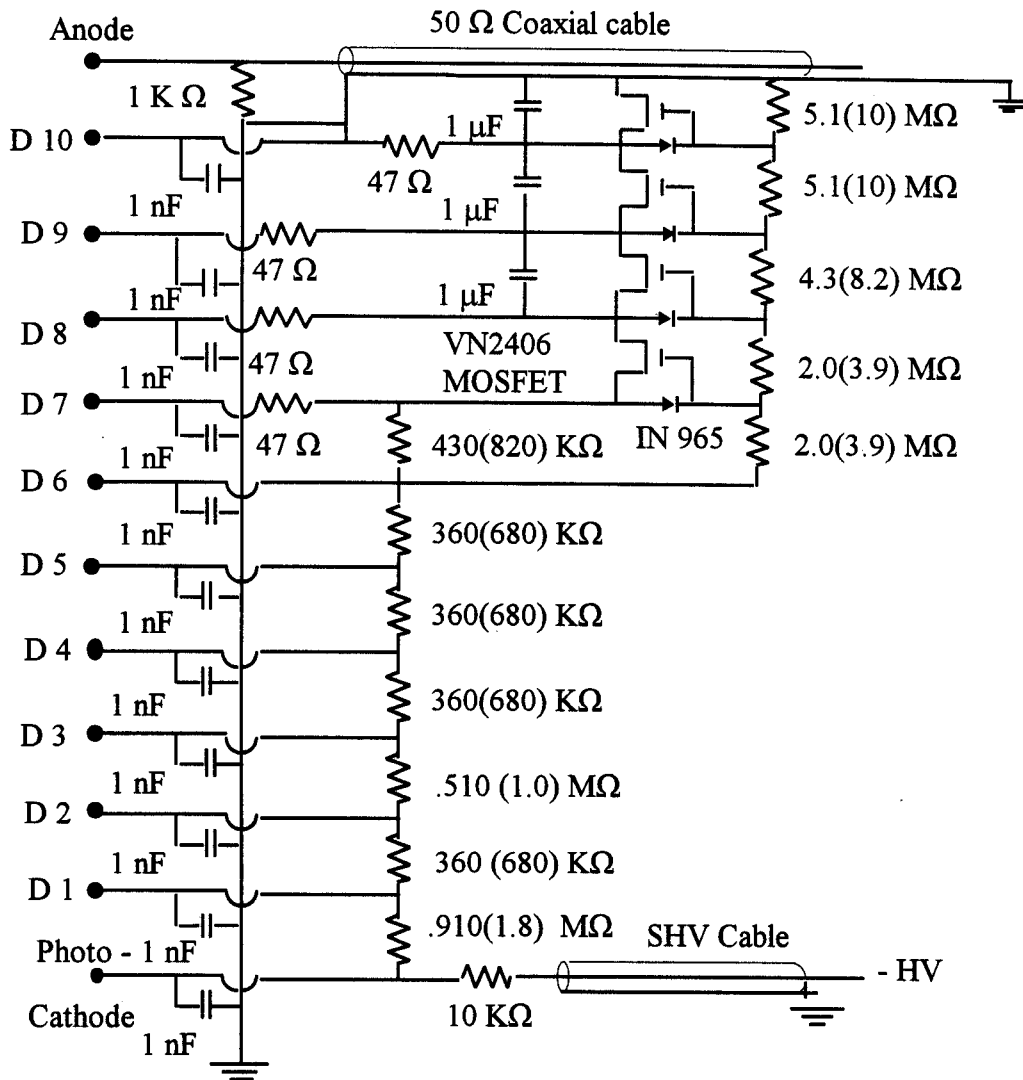 Anode
50 Ω Coaxial cable
1 K Ω
5.1(10) MΩ
D 10
1 μF
47 Ω
5.1(10) MΩ
1 nF
D 9
1 μF
47 Ω
4.3(8.2) MΩ
1 nF
D 8
1 μF
47 Ω
VN2406
MOSFET
2.0(3.9) MΩ
1 nF
D 7
47 Ω
430(820) KΩ
IN 965
2.0(3.9) MΩ
1 nF
D 6
360(680) KΩ
1 nF
D 5
360(680) KΩ
1 nF
D 4
360(680) KΩ
1 nF
D 3
.510 (1.0) MΩ
1 nF
D 2
360 (680) KΩ
1 nF
D 1
.910(1.8) MΩ
SHV Cable
Photo - 1 nF
- HV
Cathode
10 KΩ
1 nF